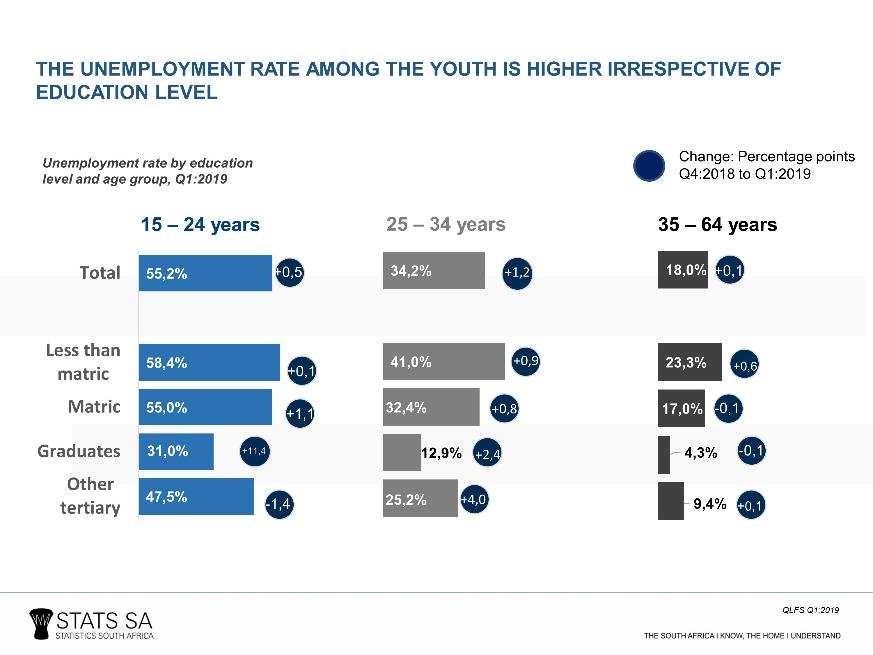 THE UNEMPLOYMENT RATE AMONG THE YOUTH IS HIGHER IRRESPECTIVE OF
EDUCATION LEVEL
Unemployment rate by education
level and age group, Q1:2019
Change: Percentage points
Q4:2018 to Q1:2019
15 – 24 years
25 – 34 years
35 – 64 years
Total
55,2%
+0,5
34,2%
+1,2
18,0%
+0,1
Less than
matric
58,4%
+0,1
41,0%
+0,9
23,3%
+0,6
Matric
55,0%
+1,1
32,4%
+0,8
17,0%
-0,1
Graduates
31,0%
+11,4
12,9%
+2,4
4,3%
-0,1
Other
tertiary
47,5%
-1,4
25,2%
+4,0
9,4%
+0,1
STATS SA
STATISTICS SOUTH AFRICA
QLFS Q1:2019
THE SOUTH AFRICA I KNOW, THE HOME I UNDERSTAND